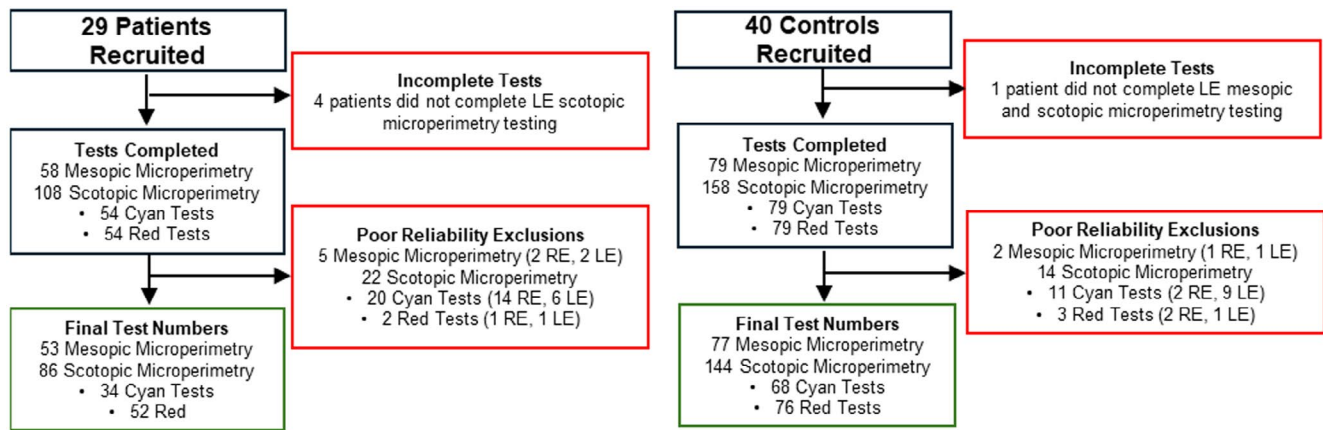 29 Patients
Recruited
Incomplete Tests
4 patients did not complete LE scotopic
microperimetry testing
Tests Completed
58 Mesopic Microperimetry
108 Scotopic Microperimetry
• 54 Cyan Tests
• 54 Red Tests
Poor Reliability Exclusions
5 Mesopic Microperimetry (2 RE, 2 LE)
22 Scotopic Microperimetry
• 20 Cyan Tests (14 RE, 6 LE)
• 2 Red Tests (1 RE, 1 LE)
Final Test Numbers
53 Mesopic Microperimetry
86 Scotopic Microperimetry
• 34 Cyan Tests
• 52 Red
40 Controls
Recruited
Incomplete Tests
1 patient did not complete LE mesopic
and scotopic microperimetry testing
Tests Completed
79 Mesopic Microperimetry
158 Scotopic Microperimetry
• 79 Cyan Tests
• 79 Red Tests
Poor Reliability Exclusions
2 Mesopic Microperimetry (1 RE, 1 LE)
14 Scotopic Microperimetry
• 11 Cyan Tests (2 RE, 9 LE)
• 3 Red Tests (2 RE, 1 LE)
Final Test Numbers
77 Mesopic Microperimetry
144 Scotopic Microperimetry
• 68 Cyan Tests
• 76 Red Tests